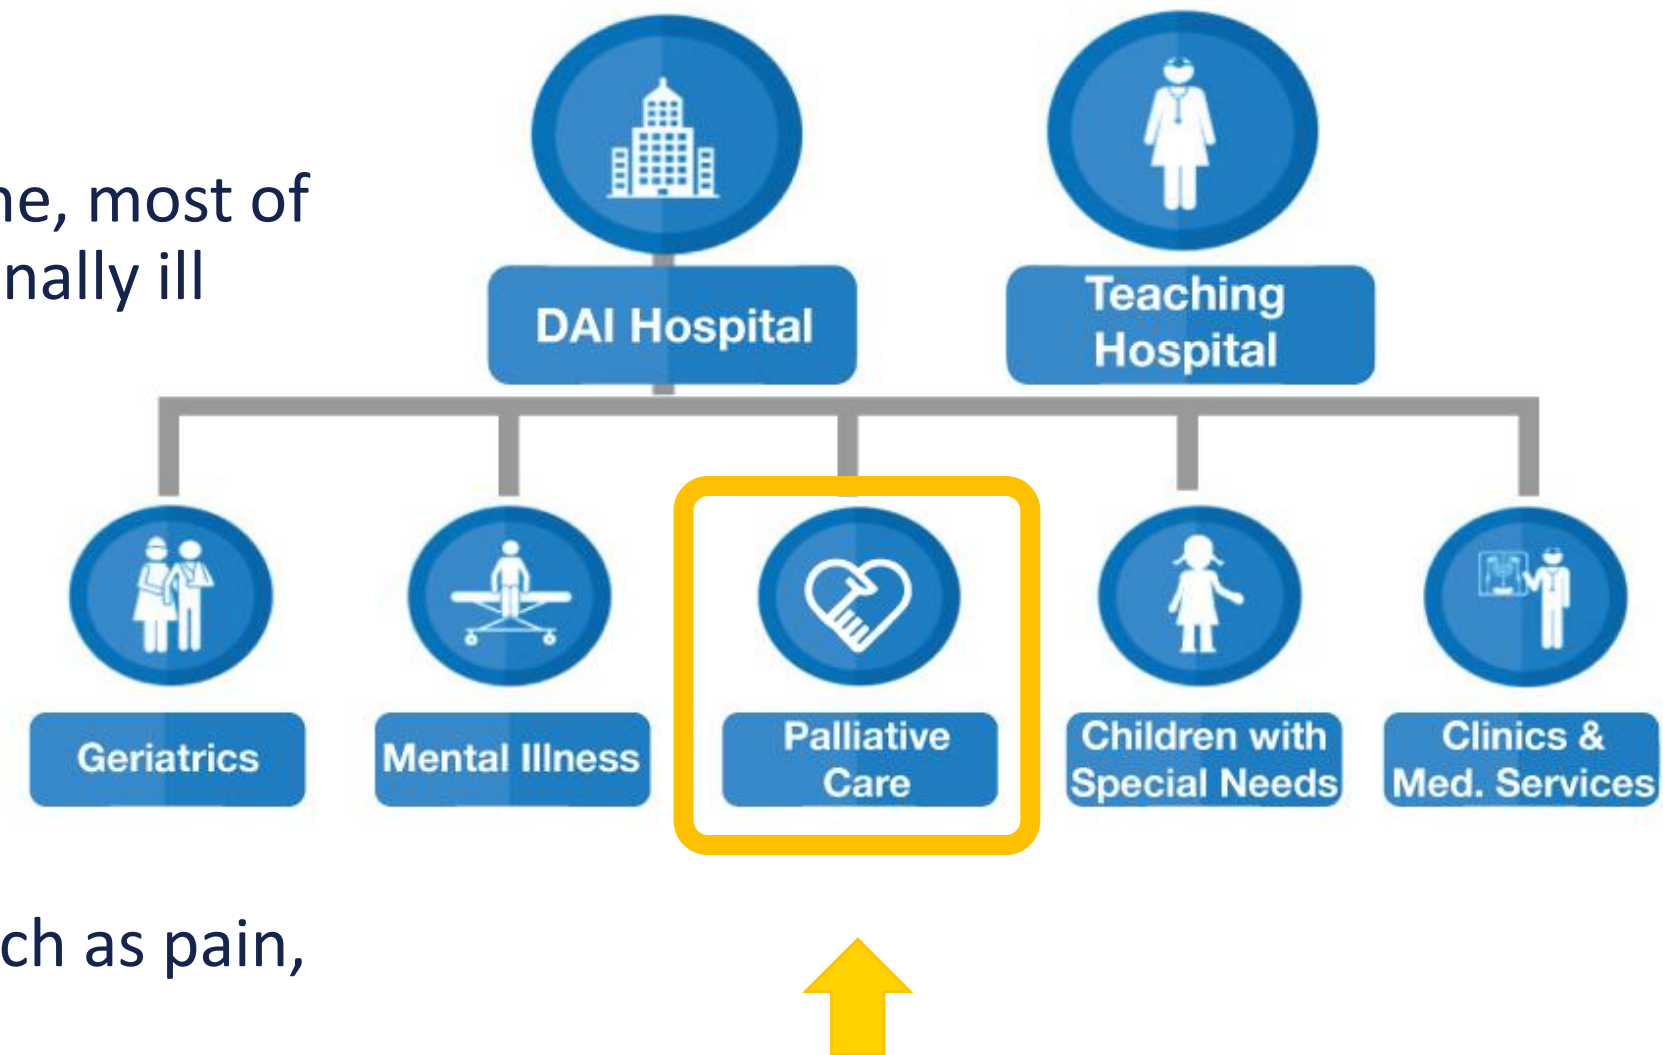 ne, most of
nally ill
DAI Hospital
Teaching
Hospital
Geriatrics
Mental Illness
Palliative
Care
Children with
Special Needs
Clinics &
Med. Services
ch as pain,